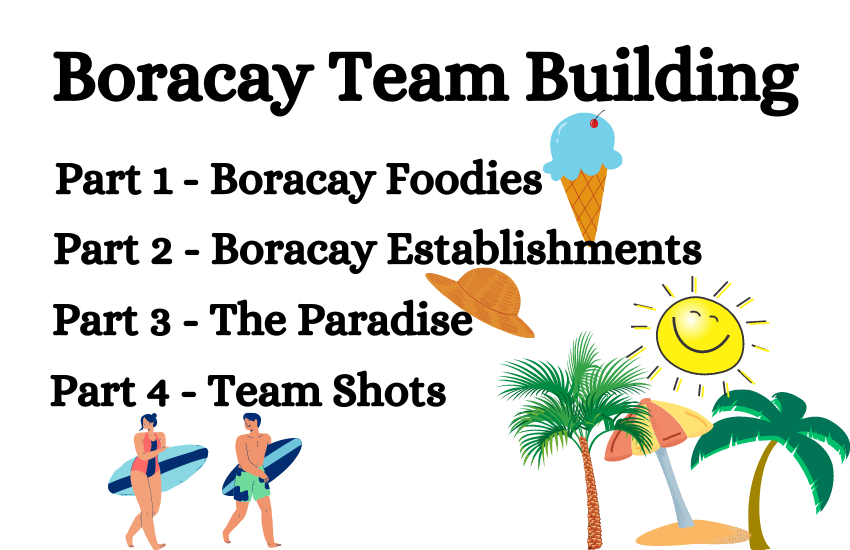 Boracay Team Building
Part 1 - Boracay Foodies
Part 2 - Boracay Establishments
Part 3 - The Paradise
Part 4 - Team Shots